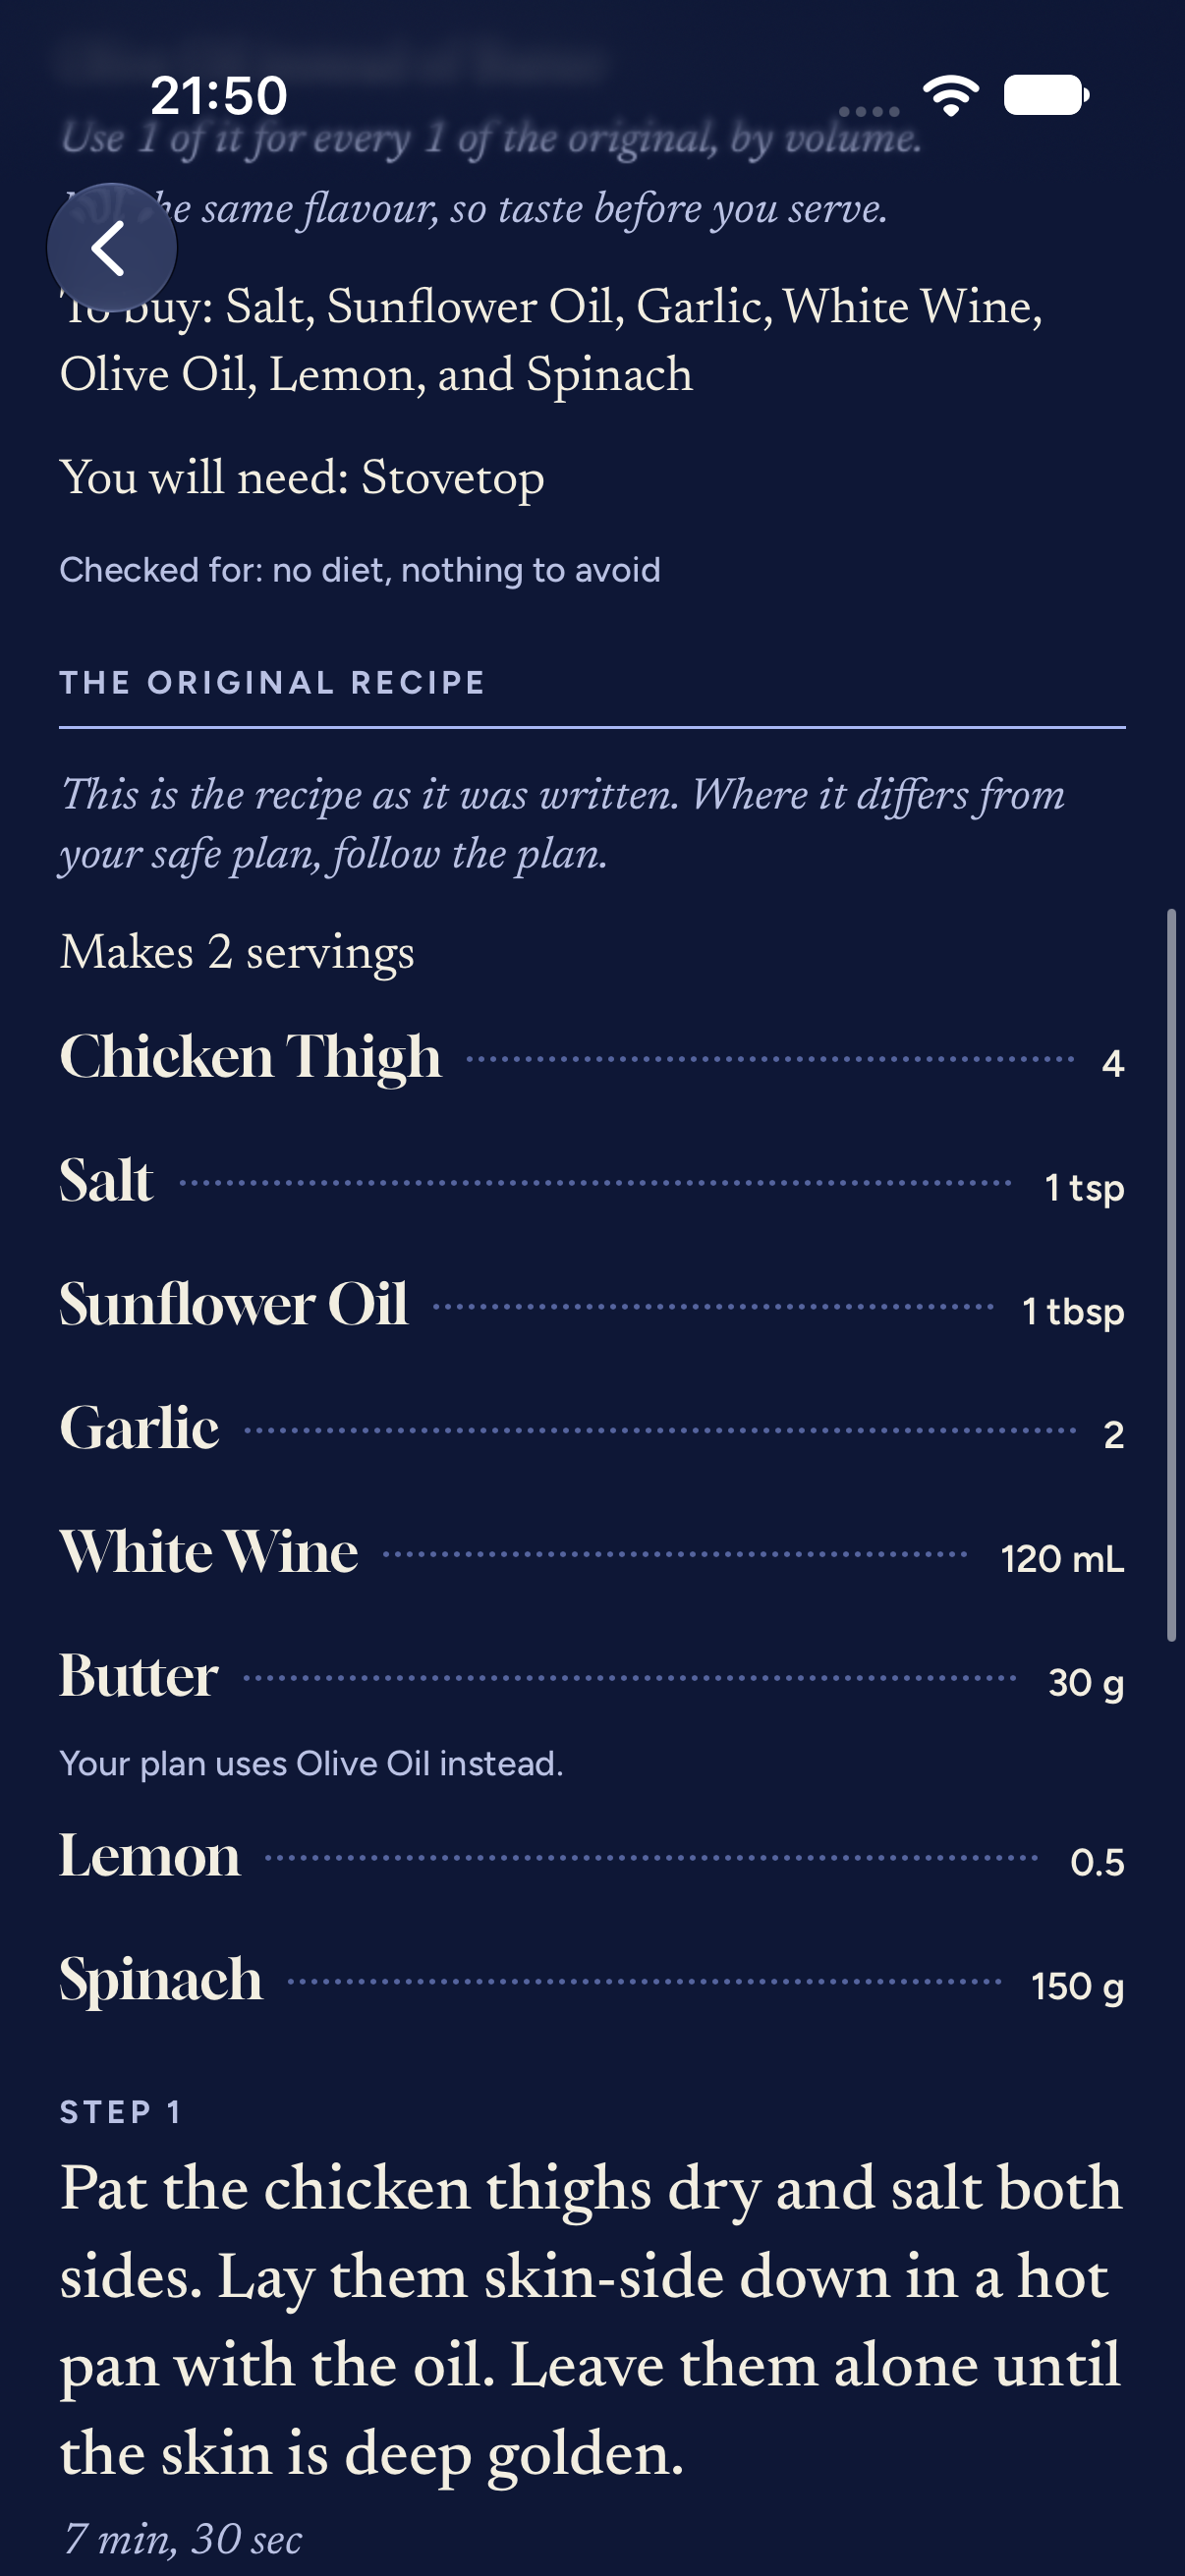 21:50
Use 1 of it for every 1 of the original, by volume.
the same flavour, so taste before you serve.
To buy: Salt, Sunflower Oil, Garlic, White Wine,
Olive Oil, Lemon, and Spinach
You will need: Stovetop
Checked for: no diet, nothing to avoid
THE ORIGINAL RECIPE
This is the recipe as it was written. Where it differs from
your safe plan, follow the plan.
Makes 2 servings
Chicken Thigh 4
Salt 1 tsp
Sunflower Oil 1 tbsp
Garlic 2
White Wine 120 mL
Butter 30 g
Your plan uses Olive Oil instead.
Lemon 0.5
Spinach 150 g
STEP 1
Pat the chicken thighs dry and salt both
sides. Lay them skin-side down in a hot
pan with the oil. Leave them alone until
the skin is deep golden.
7 min, 30 sec